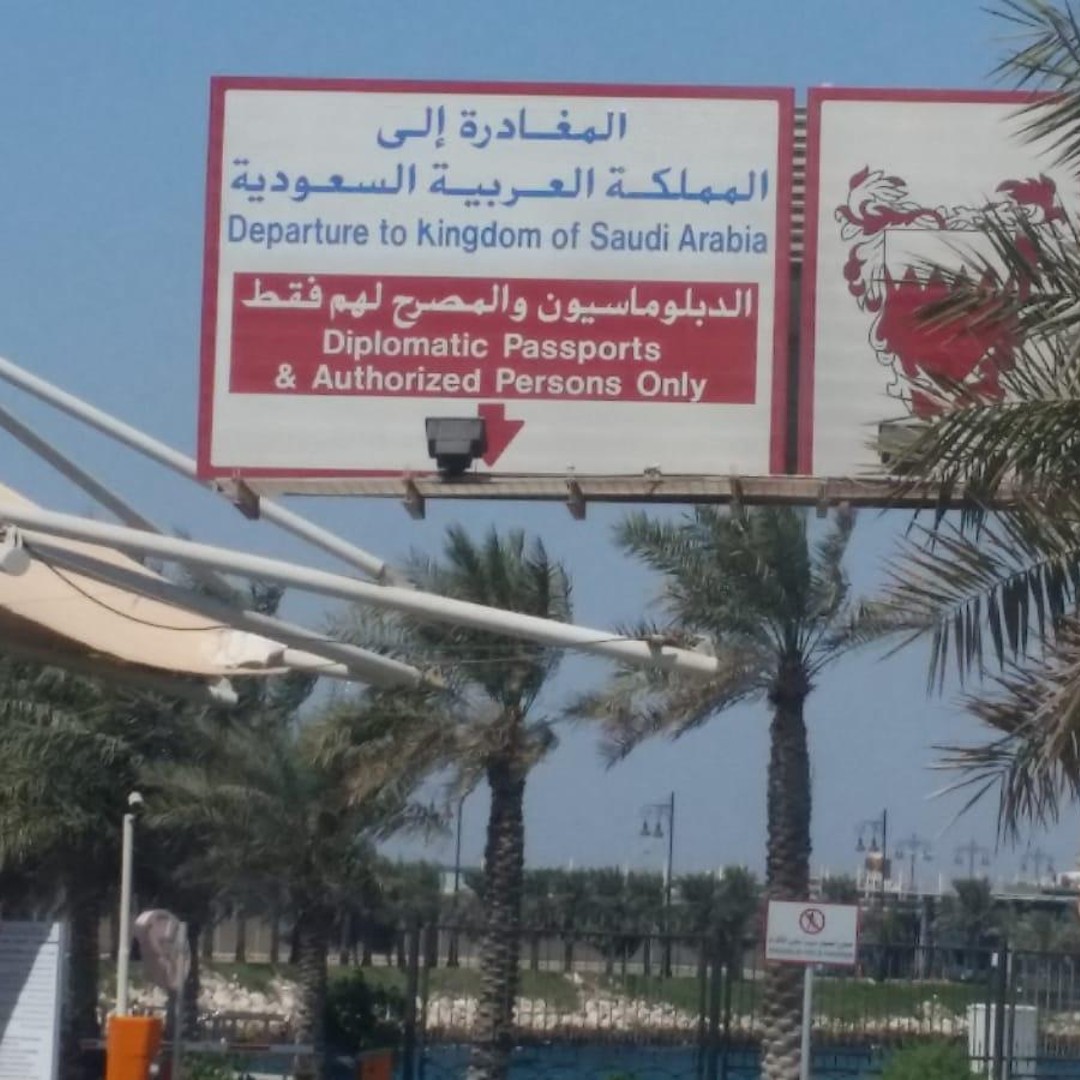 المغادرة إلى
المملكة العربية السعودية
Departure to Kingdom of Saudi Arabia
الدبلوماسيون والمصرح لهم فقط
Diplomatic Passports
& Authorized Persons Only